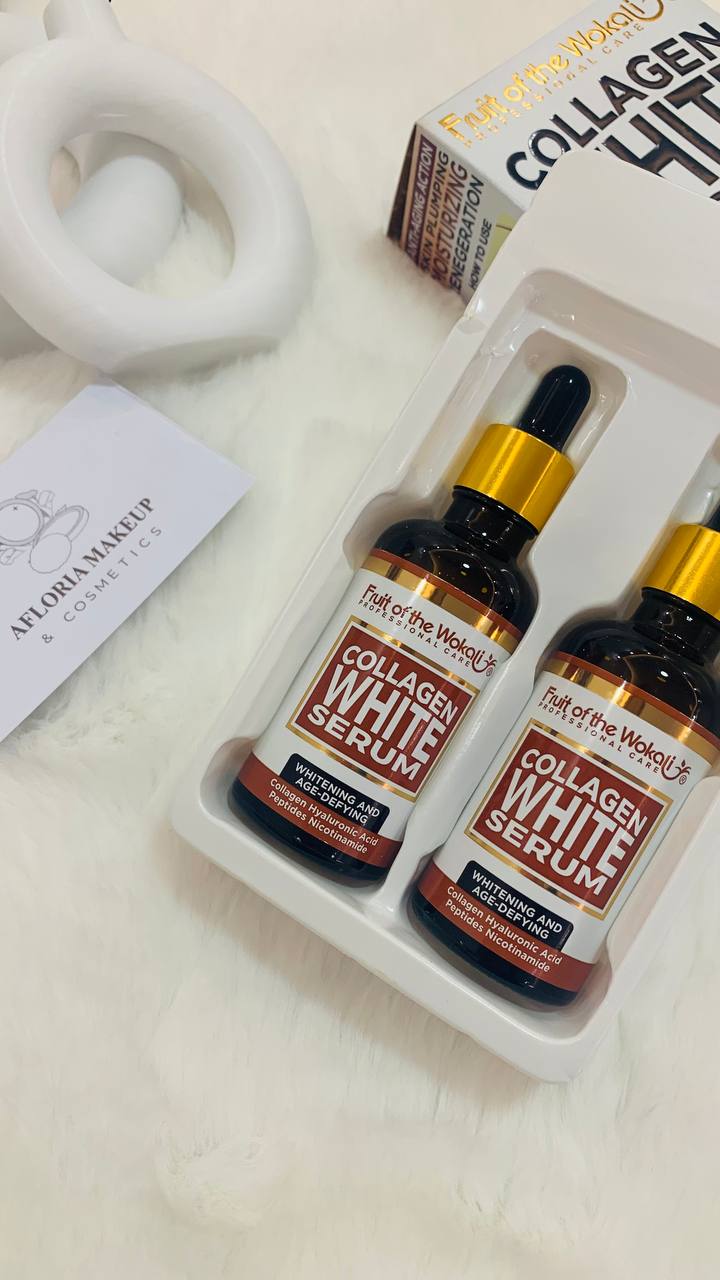 Fruit of the Wokali
PROFESSIONAL CARE
COLLAGEN
WHITE
ANTI-AGING ACTION
SKIN PLUMPING
MOISTURIZING
HOW TO USE
AFLORIA MAKEUP
& COSMETICS
Fruit of the Wokali
PROFESSIONAL CARE
COLLAGEN
WHITE
SERUM
WHITENING AND
AGE-DEFYING
Collagen Hyaluronic Acid
Peptides Nicotinamide
Fruit of the Wokali®
PROFESSIONAL CARE
COLLAGEN
WHITE
SERUM
WHITENING AND
AGE-DEFYING
Collagen Hyaluronic Acid
Peptides Nicotinamide